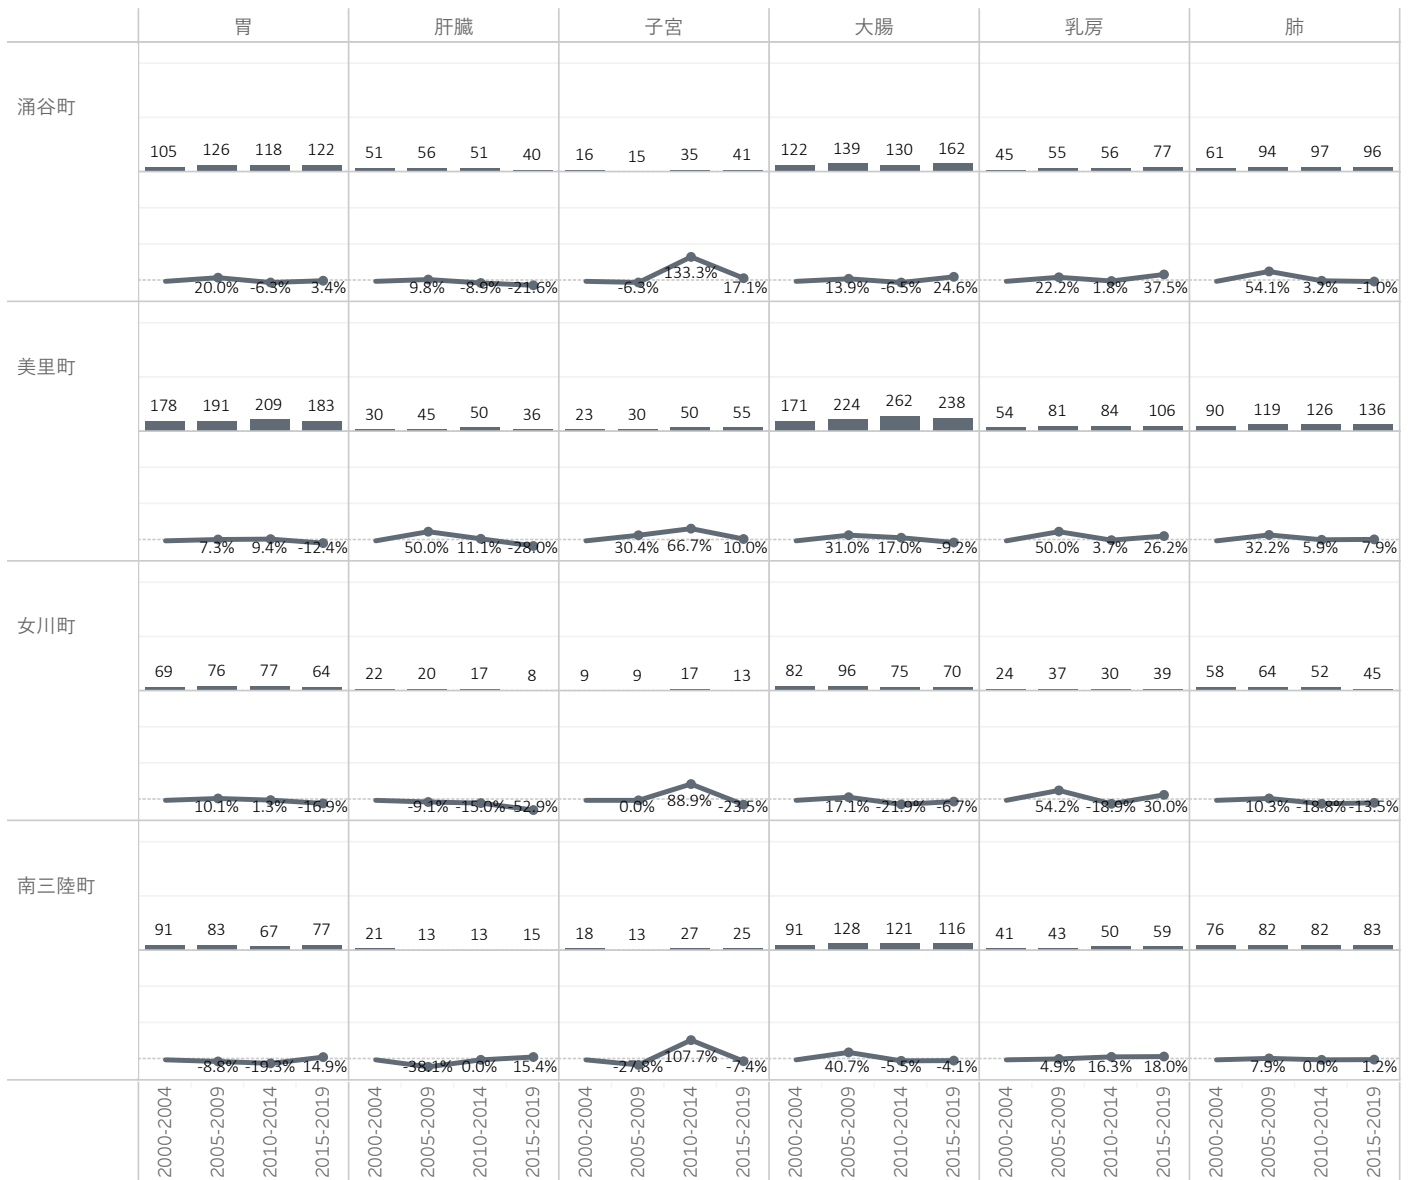 胃 肝臓 子宮 大腸 乳房 肺
涌谷町
105 126 118 122 51 56 51 40 16 15 35 41 122 139 130 162 45 55 56 77 61 94 97 96
20.0% -6.3% 3.4% 9.8% -8.9% -21.6% -6.3% 133.3% 17.1% 13.9% -6.5% 24.6% 22.2% 1.8% 37.5% 54.1% 3.2% -1.0%
美里町
178 191 209 183 30 45 50 36 23 30 50 55 171 224 262 238 54 81 84 106 90 119 126 136
7.3% 9.4% -12.4% 50.0% 11.1% -28.0% 30.4% 66.7% 10.0% 31.0% 17.0% -9.2% 50.0% 3.7% 26.2% 32.2% 5.9% 7.9%
女川町
69 76 77 64 22 20 17 8 9 9 17 13 82 96 75 70 24 37 30 39 58 64 52 45
10.1% 1.3% -16.9% -9.1% -15.0% -52.9% 0.0% 88.9% -23.5% 17.1% -21.9% -6.7% 54.2% -18.9% 30.0% 10.3% -18.8% -13.5%
南三陸町
91 83 67 77 21 13 13 15 18 13 27 25 91 128 121 116 41 43 50 59 76 82 82 83
-8.8% -19.3% 14.9% -38.1% 0.0% 15.4% -27.8% 107.7% -7.4% 40.7% -5.5% -4.1% 4.9% 16.3% 18.0% 7.9% 0.0% 1.2%
2000-2004 2005-2009 2010-2014 2015-2019 2000-2004 2005-2009 2010-2014 2015-2019 2000-2004 2005-2009 2010-2014 2015-2019 2000-2004 2005-2009 2010-2014 2015-2019 2000-2004 2005-2009 2010-2014 2015-2019 2000-2004 2005-2009 2010-2014 2015-2019